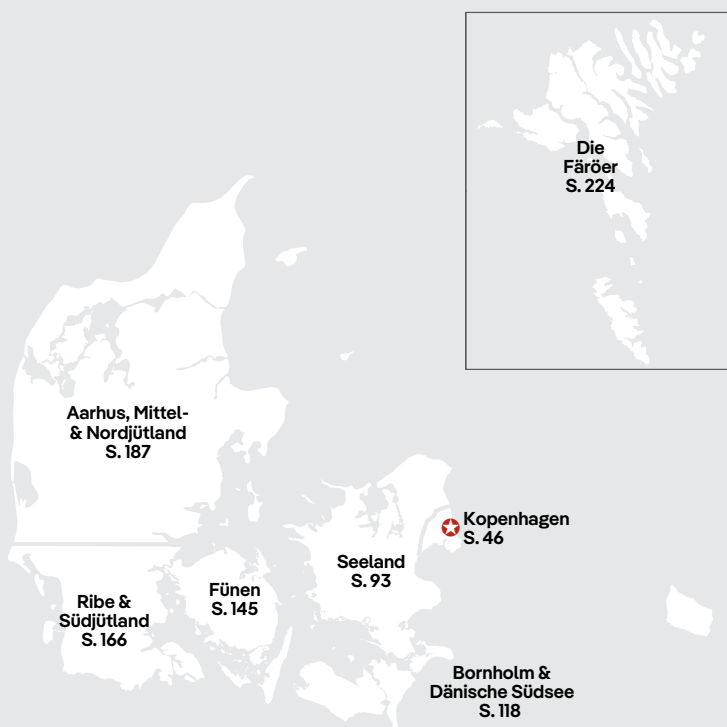 Die
Färöer
S. 224
Aarhus, Mittel-
& Nordjütland
S. 187
Kopenhagen
S. 46
Seeland
S. 93
Fünen
S. 145
Ribe &
Südjütland
S. 166
Bornholm &
Dänische Südsee
S. 118